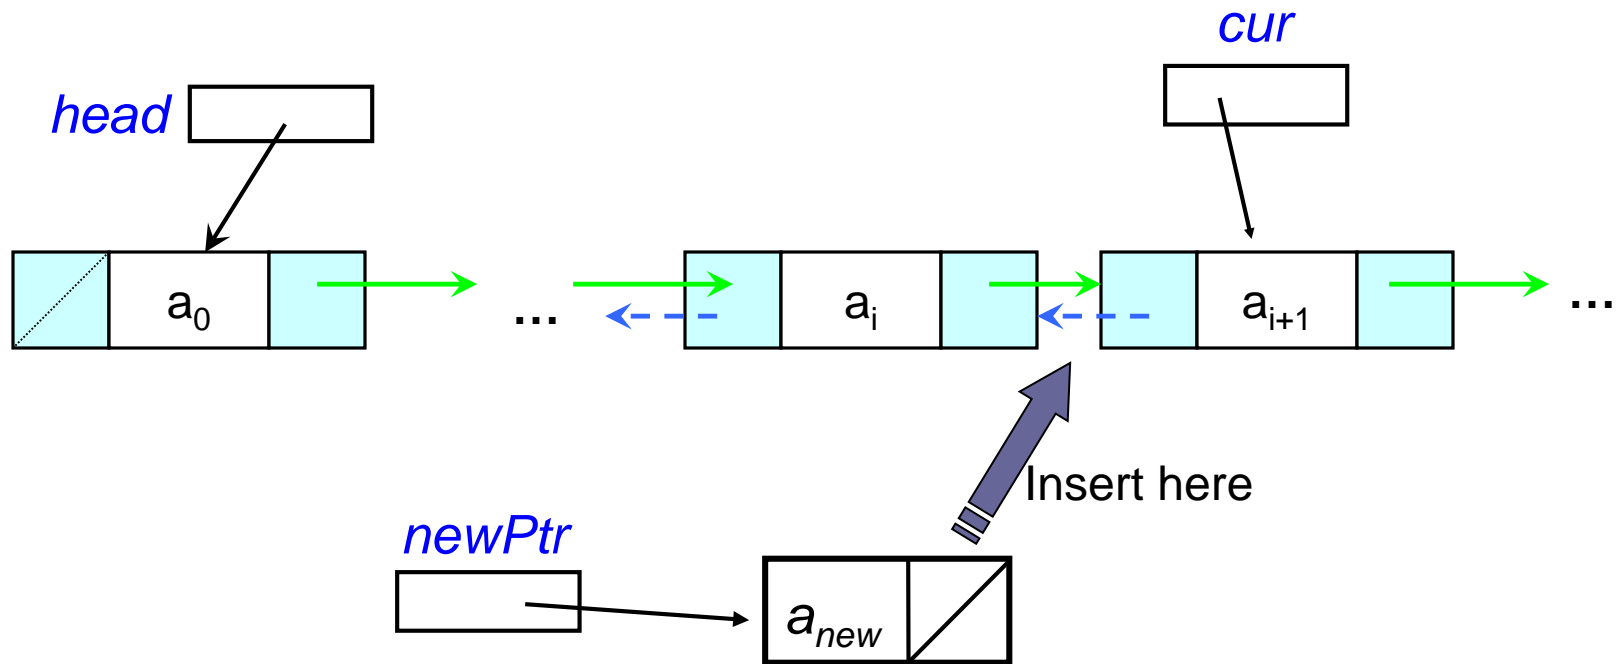 cur
head
a0 ... ai ai+1 ...
Insert here
newPtr
anew